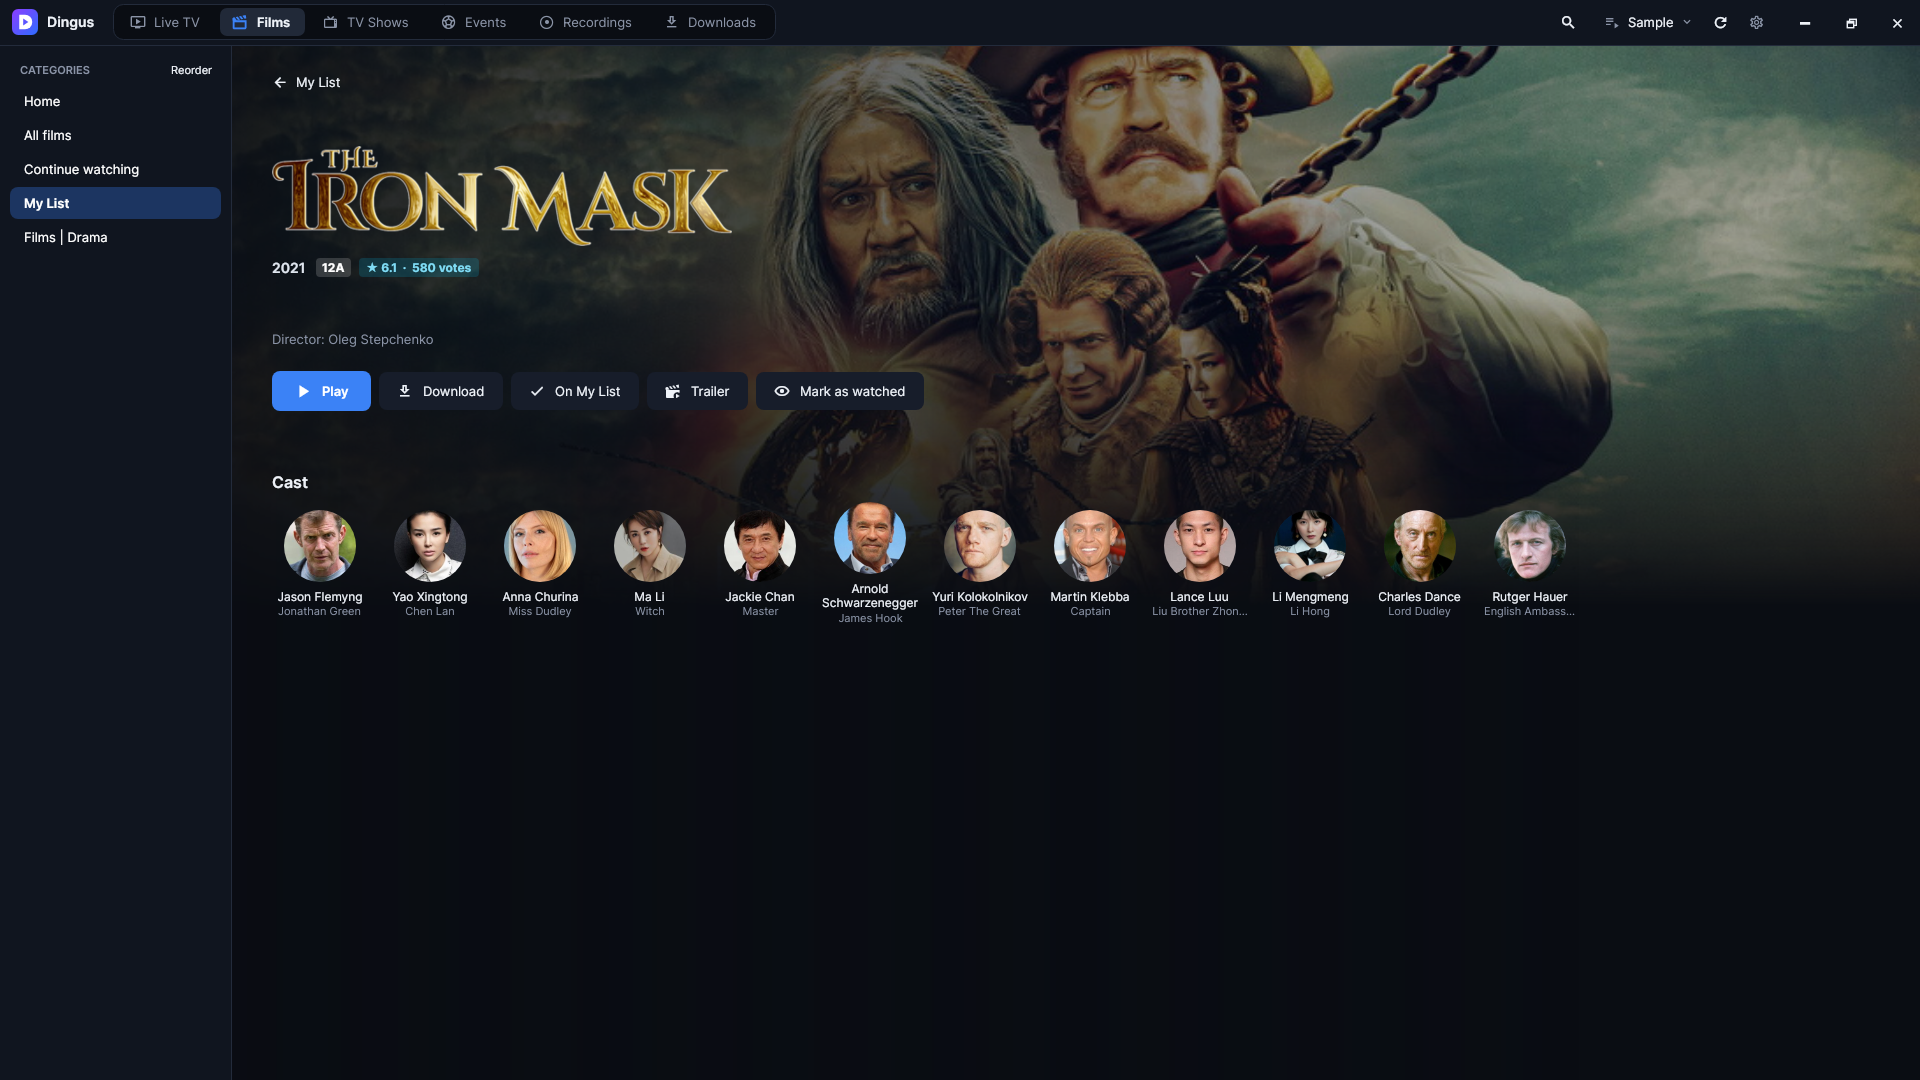 Dingus
Live TV
Films
TV Shows
Events
Recordings
Downloads
Sample
CATEGORIES
Reorder
Home
All films
Continue watching
My List
Films | Drama
My List
THE
IRON MASK
2021
12A
★ 6.1 · 580 votes
Director: Oleg Stepchenko
Play
Download
On My List
Trailer
Mark as watched
Cast
Jason Flemyng
Jonathan Green
Yao Xingtong
Chen Lan
Anna Churina
Miss Dudley
Ma Li
Witch
Jackie Chan
Master
Arnold
Schwarzenegger
James Hook
Yuri Kolokolnikov
Peter The Great
Martin Klebba
Captain
Lance Luu
Liu Brother Zhon...
Li Mengmeng
Li Hong
Charles Dance
Lord Dudley
Rutger Hauer
English Ambass...